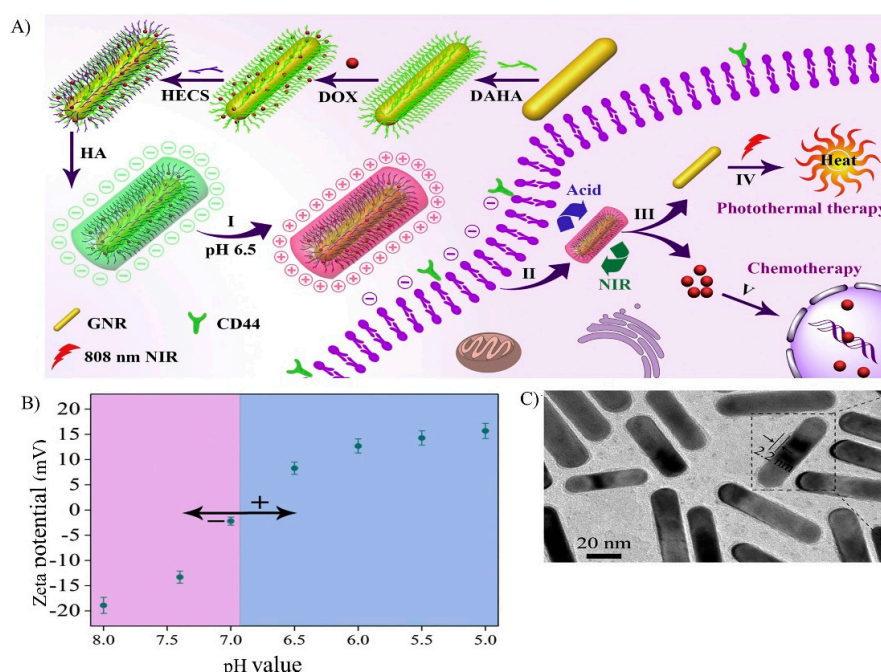 A)
HECS
DOX
DAHA
HA
I
pH 6.5
Acid
II
NIR
III
IV
Heat
Photothermal therapy
Chemotherapy
V
GNR
CD44
808 nm NIR
B)
20
15
10
5
0
-5
-10
-15
-20
Zeta potential (mV)
+
−
8.0 7.5 7.0 6.5 6.0 5.5 5.0
pH value
C)
20 nm